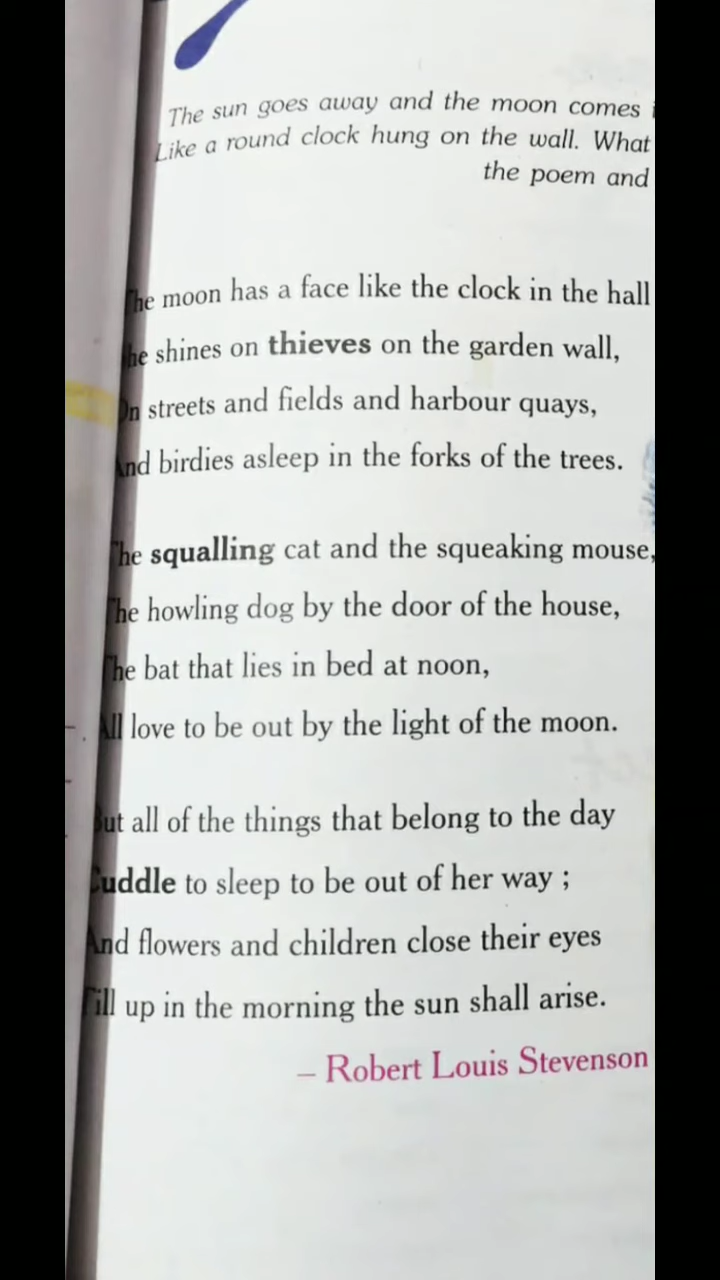 The sun goes away and the moon comes
Like a round clock hung on the wall. What
the poem and
The moon has a face like the clock in the hall
She shines on thieves on the garden wall,
On streets and fields and harbour quays,
And birdies asleep in the forks of the trees.
The squalling cat and the squeaking mouse,
The howling dog by the door of the house,
The bat that lies in bed at noon,
All love to be out by the light of the moon.
But all of the things that belong to the day
Cuddle to sleep to be out of her way ;
And flowers and children close their eyes
Till up in the morning the sun shall arise.
– Robert Louis Stevenson